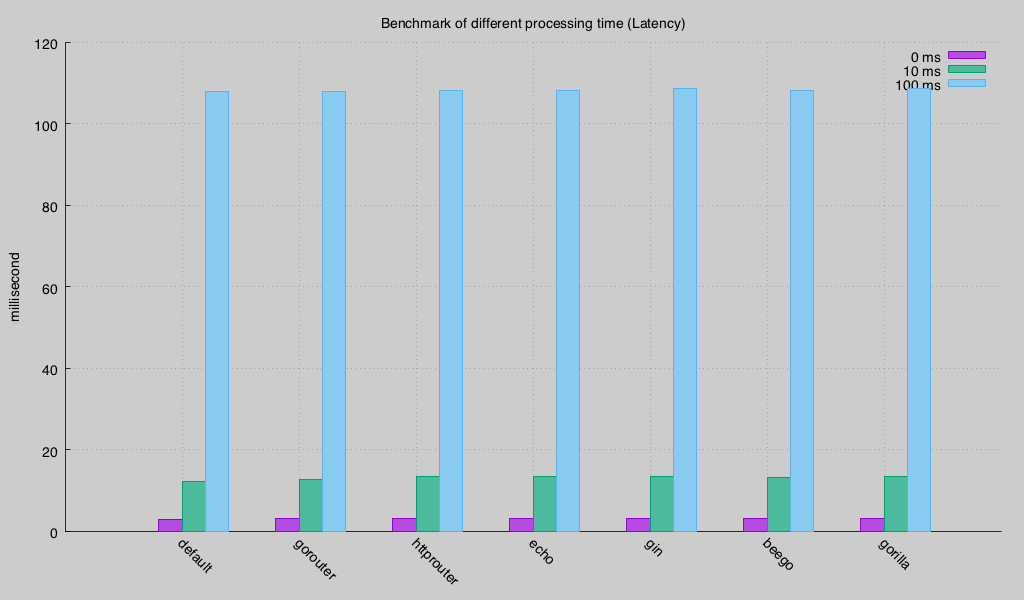 Benchmark of different processing time (Latency)
120
100
80
60
40
20
0
millisecond
0 ms
10 ms
100 ms
default
gorouter
httprouter
echo
gin
beego
gorilla